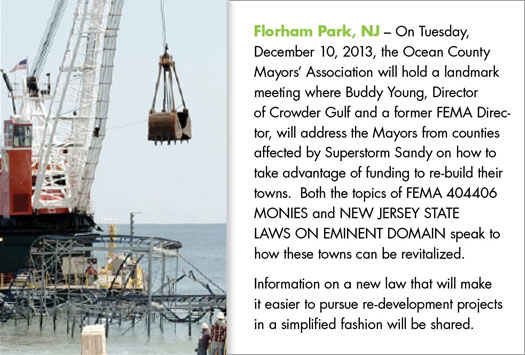 Florham Park, NJ – On Tuesday,
December 10, 2013, the Ocean County
Mayors' Association will hold a landmark
meeting where Buddy Young, Director
of Crowder Gulf and a former FEMA Direc-
tor, will address the Mayors from counties
affected by Superstorm Sandy on how to
take advantage of funding to re-build their
towns.  Both the topics of FEMA 404406
MONIES and NEW JERSEY STATE
LAWS ON EMINENT DOMAIN speak to
how these towns can be revitalized.
Information on a new law that will make
it easier to pursue re-development projects
in a simplified fashion will be shared.